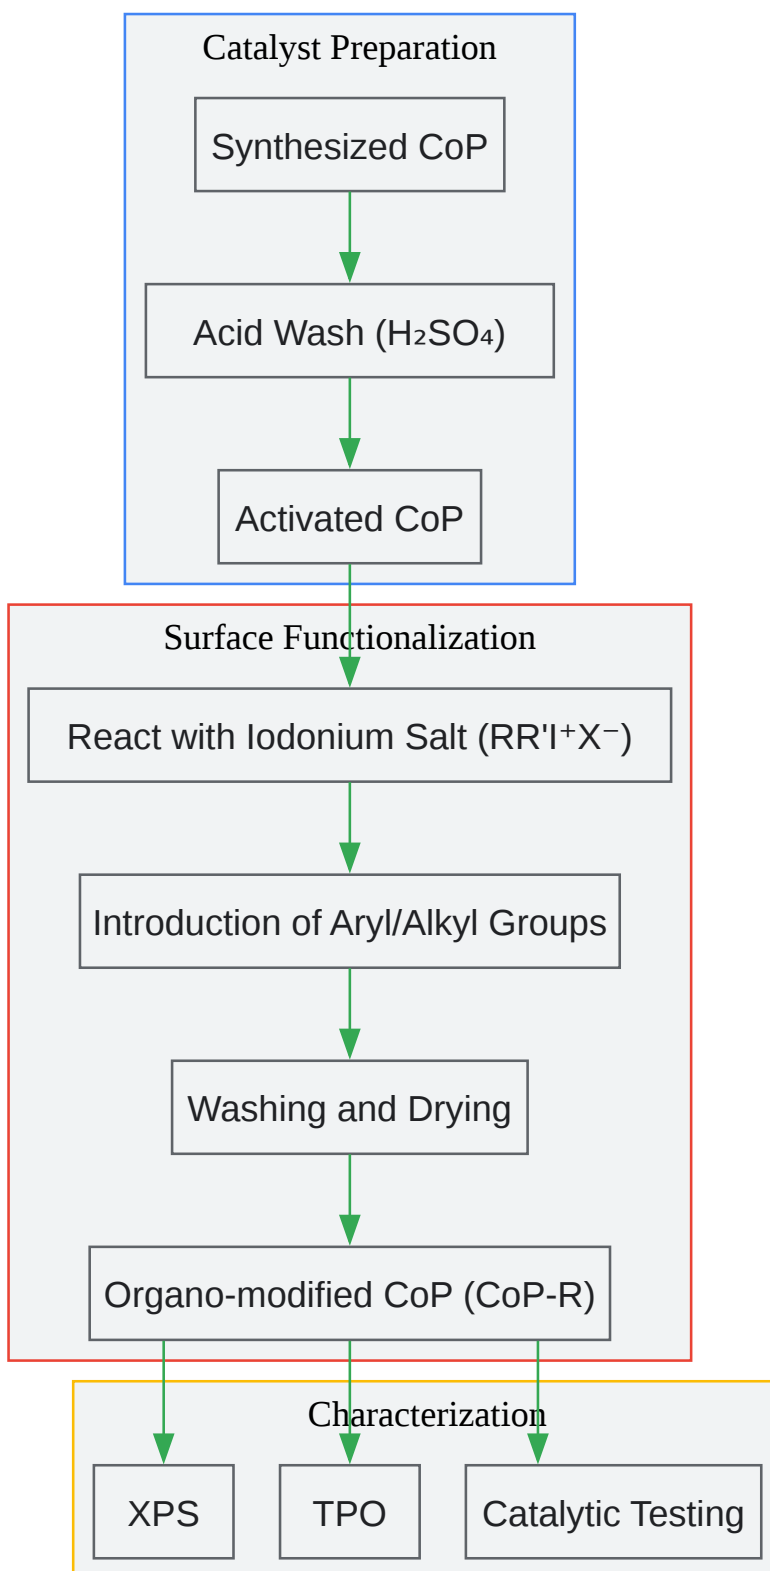 Catalyst Preparation
Synthesized CoP
Acid Wash (H₂SO₄)
Activated CoP
Surface Functionalization
React with Iodonium Salt (RR'I⁺X⁻)
Introduction of Aryl/Alkyl Groups
Washing and Drying
Organo-modified CoP (CoP-R)
Characterization
XPS
TPO
Catalytic Testing